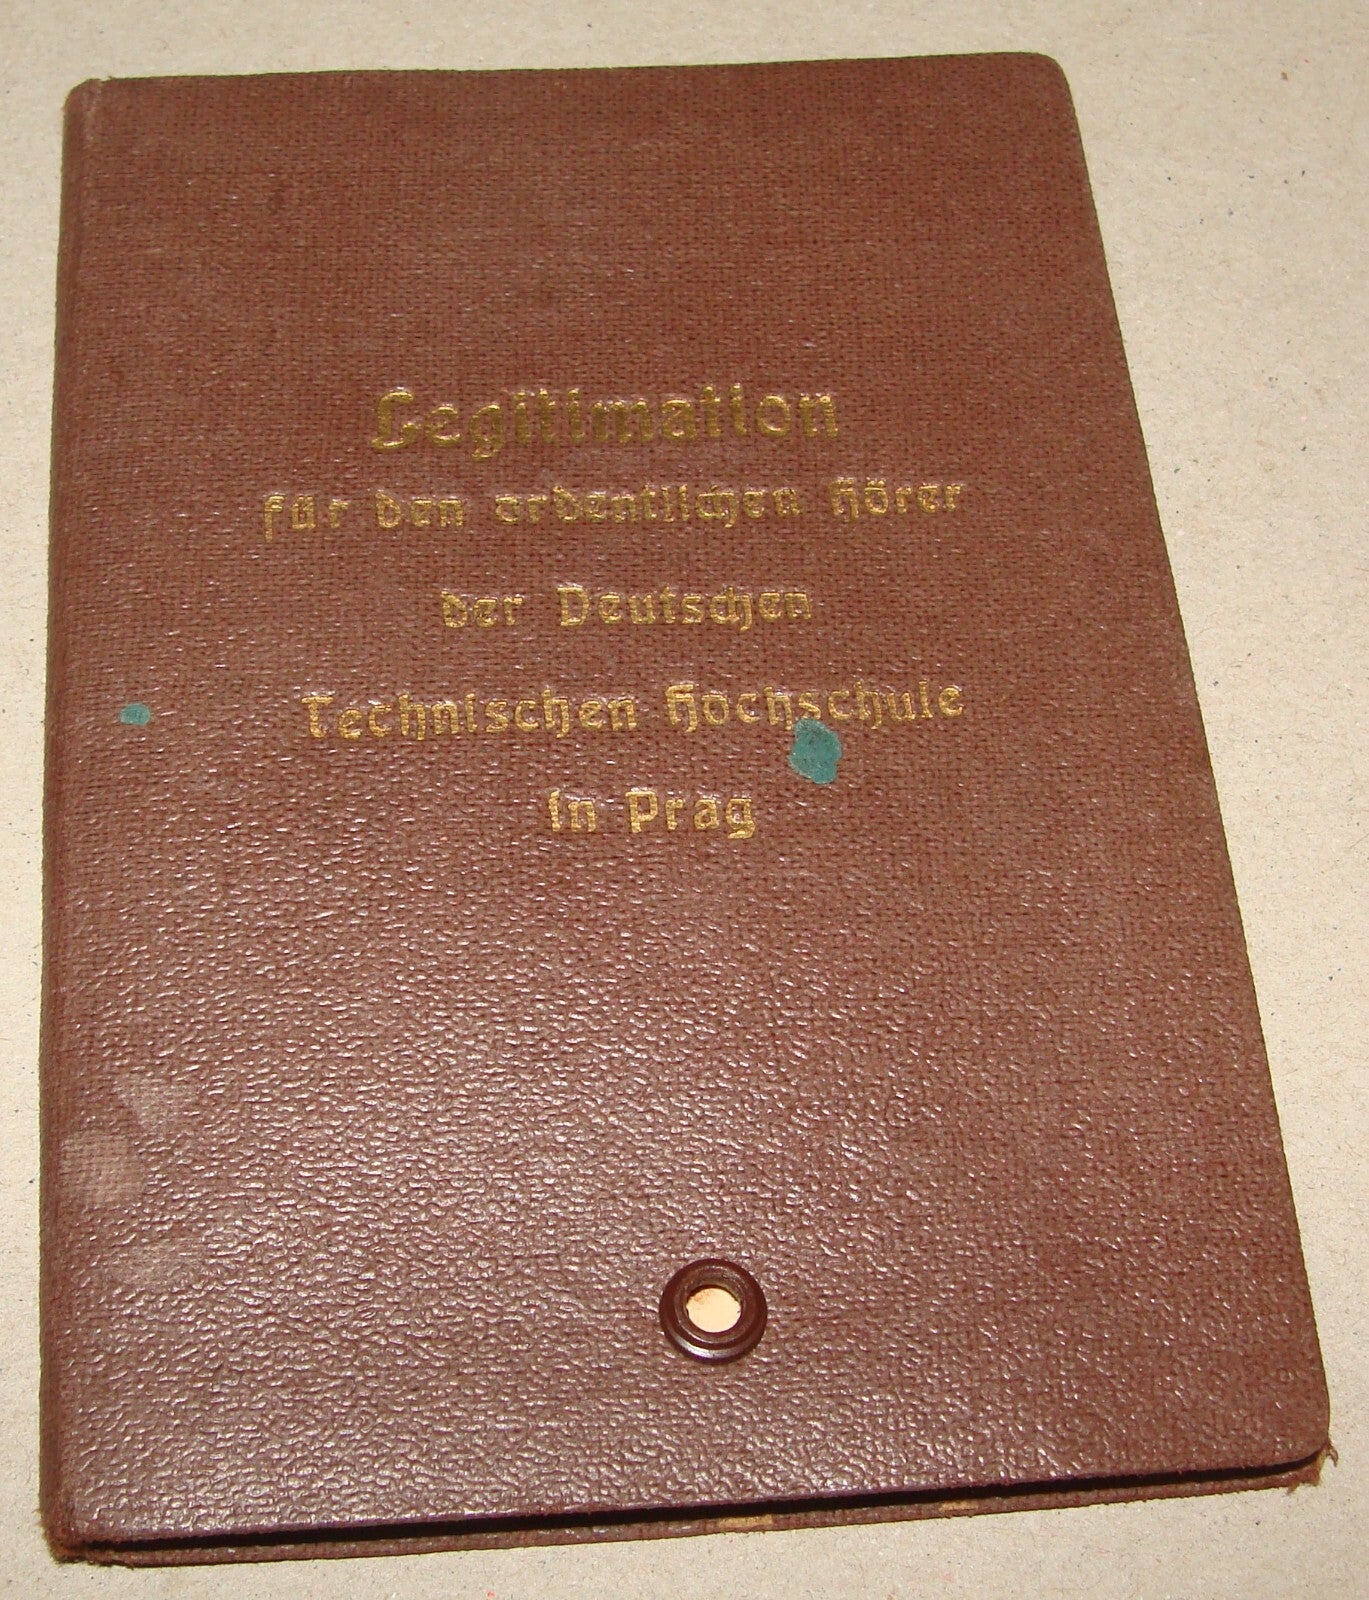 Legitimation
für den ordentlichen Hörer
der Deutschen
Technischen Hochschule
in Prag